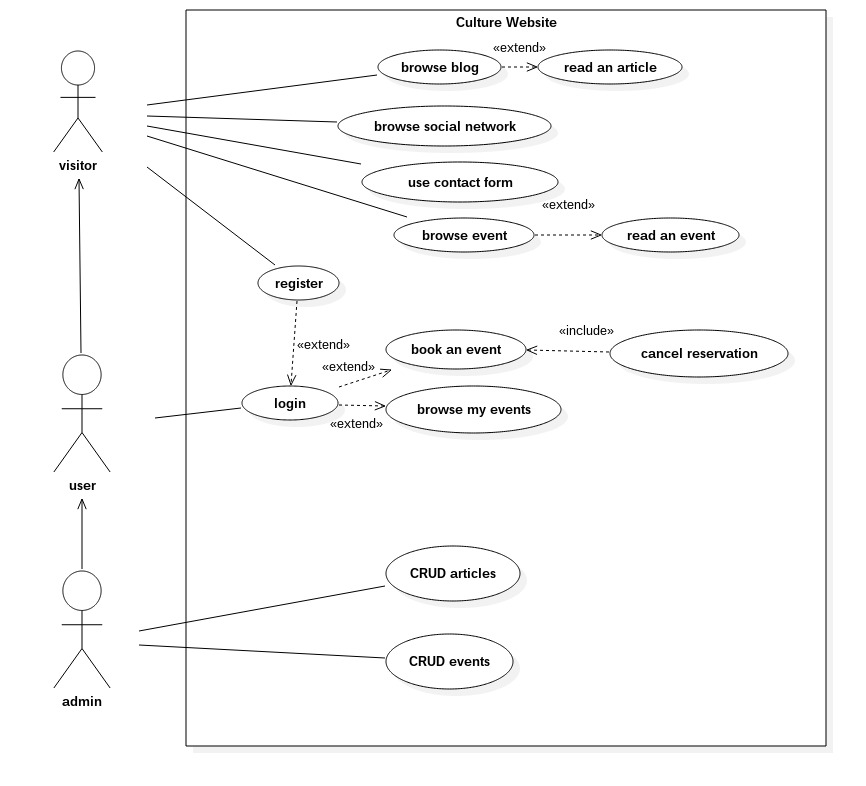 Culture Website
«extend»
browse blog
read an article
browse social network
visitor
use contact form
«extend»
browse event
read an event
register
«extend»
«include»
book an event
cancel reservation
«extend»
login
browse my events
«extend»
user
CRUD articles
CRUD events
admin